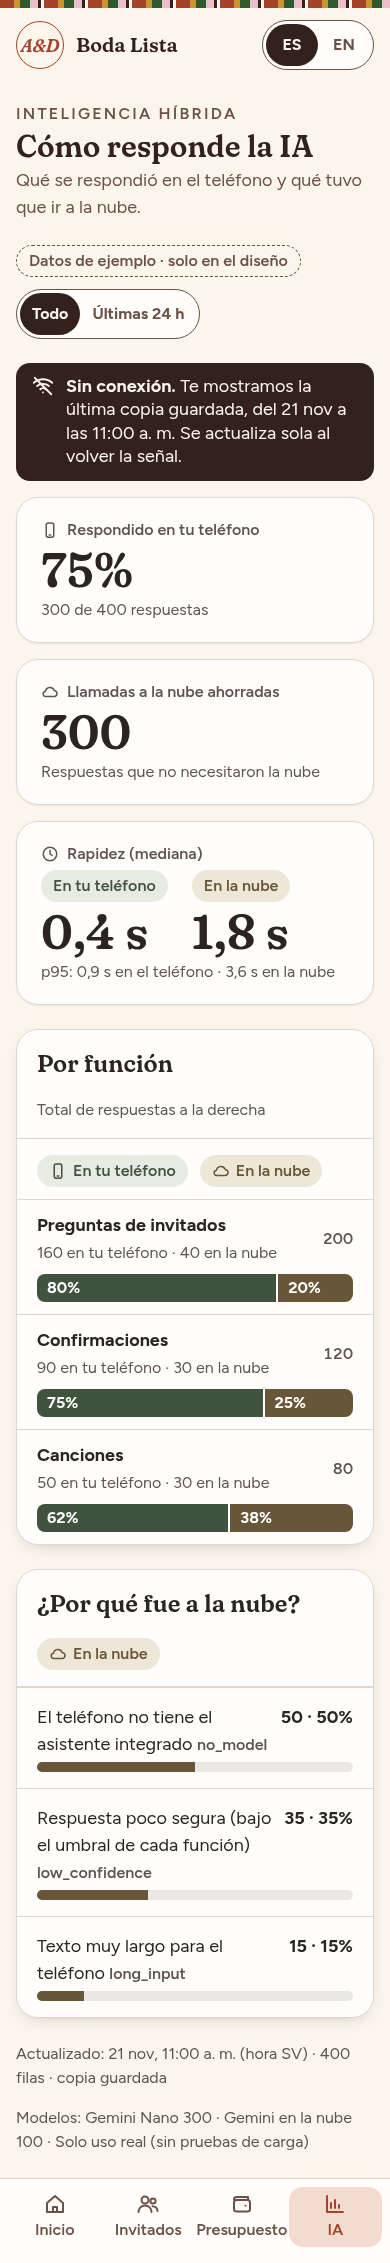 A&D Boda Lista ES EN
INTELIGENCIA HÍBRIDA
Cómo responde la IA
Qué se respondió en el teléfono y qué tuvo
que ir a la nube.
Datos de ejemplo · solo en el diseño
Todo Últimas 24 h
Sin conexión. Te mostramos la
última copia guardada, del 21 nov a
las 11:00 a. m. Se actualiza sola al
volver la señal.
Respondido en tu teléfono
75%
300 de 400 respuestas
Llamadas a la nube ahorradas
300
Respuestas que no necesitaron la nube
Rapidez (mediana)
En tu teléfono En la nube
0,4 s 1,8 s
p95: 0,9 s en el teléfono · 3,6 s en la nube
Por función
Total de respuestas a la derecha
En tu teléfono En la nube
Preguntas de invitados
160 en tu teléfono · 40 en la nube 200
80% 20%
Confirmaciones
90 en tu teléfono · 30 en la nube 120
75% 25%
Canciones
50 en tu teléfono · 30 en la nube 80
62% 38%
¿Por qué fue a la nube?
En la nube
El teléfono no tiene el 50 · 50%
asistente integrado no_model
Respuesta poco segura (bajo 35 · 35%
el umbral de cada función)
low_confidence
Texto muy largo para el 15 · 15%
teléfono long_input
Actualizado: 21 nov, 11:00 a. m. (hora SV) · 400
filas · copia guardada
Modelos: Gemini Nano 300 · Gemini en la nube
100 · Solo uso real (sin pruebas de carga)
Inicio Invitados Presupuesto IA